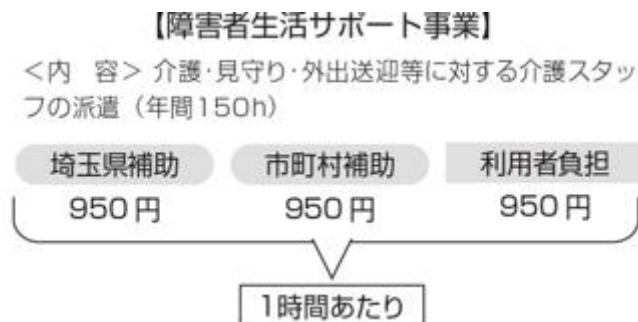 【障害者生活サポート事業】
<内 容> 介護・見守り・外出送迎等に対する介護スタッ
フの派遣(年間150h)
埼玉県補助 市町村補助 利用者負担
950円 950円 950円
1時間あたり